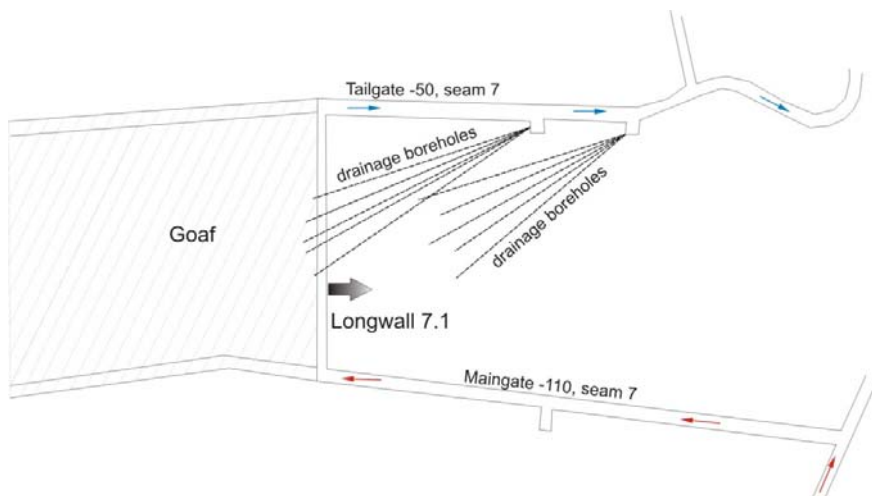 Tailgate -50, seam 7
drainage boreholes
drainage boreholes
Goaf
Longwall 7.1
Maingate -110, seam 7